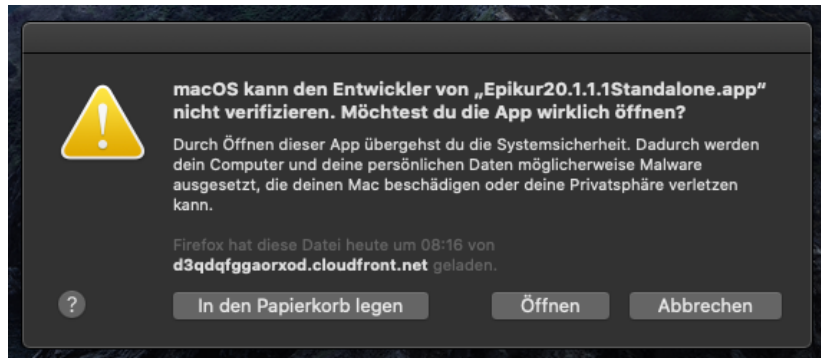 macOS kann den Entwickler von „Epikur20.1.1.1Standalone.app“
nicht verifizieren. Möchtest du die App wirklich öffnen?
Durch Öffnen dieser App übergehst du die Systemsicherheit. Dadurch werden
dein Computer und deine persönlichen Daten möglicherweise Malware
ausgesetzt, die deinen Mac beschädigen oder deine Privatsphäre verletzen
kann.
Firefox hat diese Datei heute um 08:16 von
d3qdqfggaorxod.cloudfront.net geladen.
? In den Papierkorb legen Öffnen Abbrechen